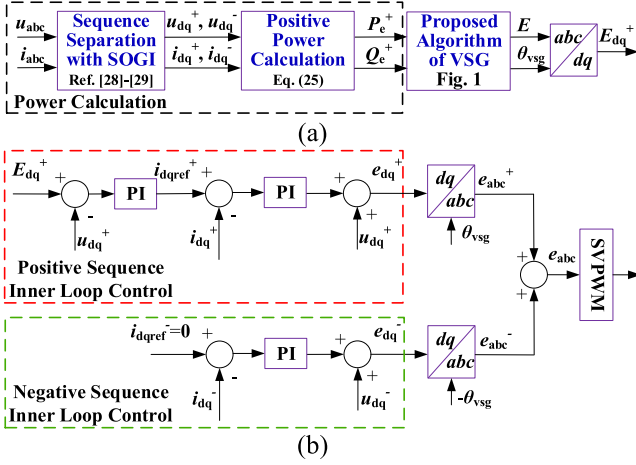 u_abc
i_abc
Sequence
Separation
with SOGI
Ref. [28]-[29]
u_dq^+, u_dq^-
i_dq^+, i_dq^-
Positive
Power
Calculation
Eq. (25)
P_e^+
Q_e^+
Proposed
Algorithm
of VSG
Fig. 1
E
θ_vsg
abc
dq
E_dq^+
Power Calculation
(a)
E_dq^+
+
-
u_dq^+
PI
i_dqref^+
+
-
i_dq^+
PI
+
+
u_dq^+
e_dq^+
dq
abc
θ_vsg
e_abc^+
Positive Sequence
Inner Loop Control
+
+
e_abc
SVPWM
i_dqref^-=0
+
-
i_dq^-
PI
+
+
u_dq^-
e_dq^-
dq
abc
-θ_vsg
e_abc^-
Negative Sequence
Inner Loop Control
(b)